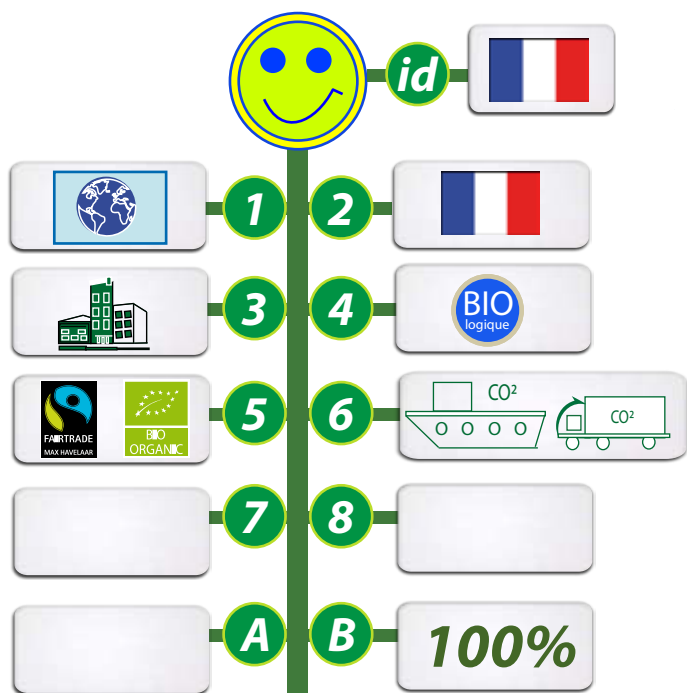 id
1
2
3
4
BIO
logique
5
FAIRTRADE
MAX HAVELAAR
BIO
ORGANIC
6
CO²
CO²
7
8
A
B
100%